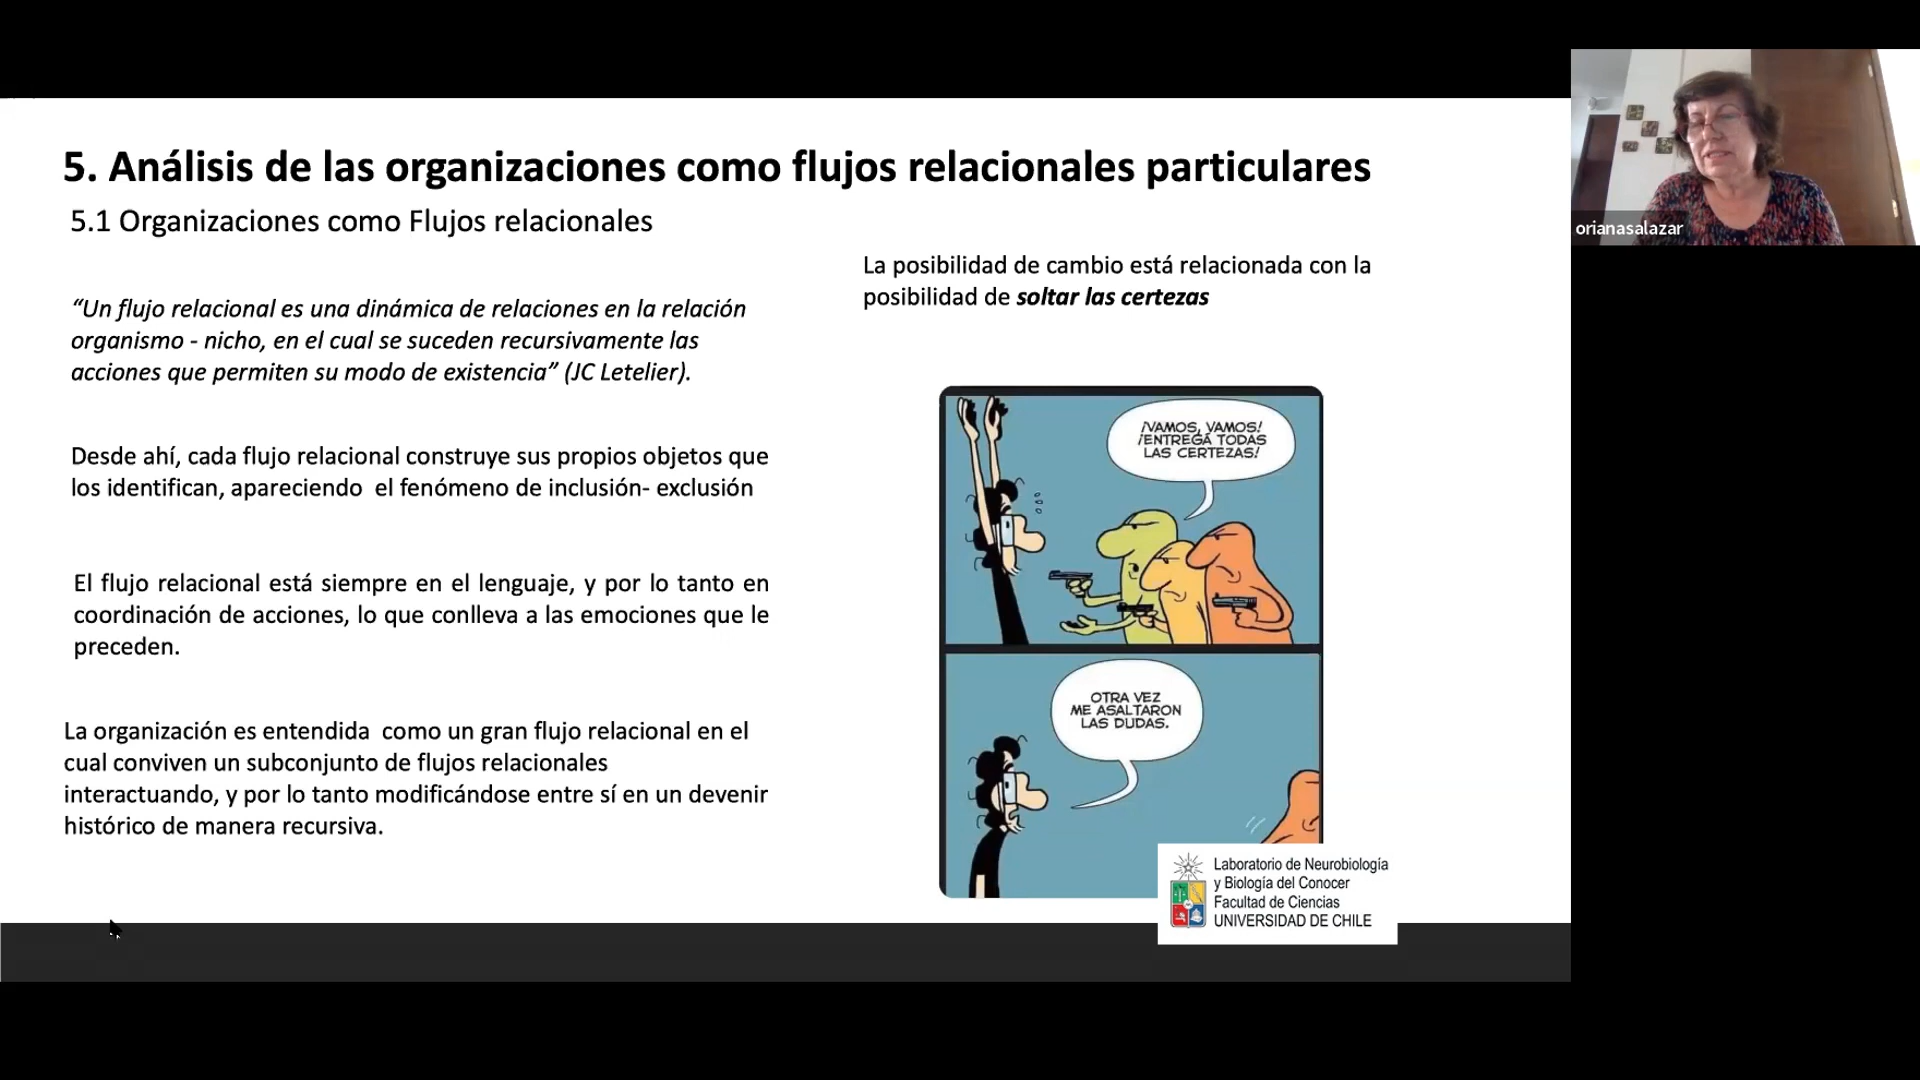 5. Análisis de las organizaciones como flujos relacionales particulares
5.1 Organizaciones como Flujos relacionales
“Un flujo relacional es una dinámica de relaciones en la relación
organismo - nicho, en el cual se suceden recursivamente las
acciones que permiten su modo de existencia” (JC Letelier).
Desde ahí, cada flujo relacional construye sus propios objetos que
los identifican, apareciendo el fenómeno de inclusión- exclusión
El flujo relacional está siempre en el lenguaje, y por lo tanto en
coordinación de acciones, lo que conlleva a las emociones que le
preceden.
La organización es entendida como un gran flujo relacional en el
cual conviven un subconjunto de flujos relacionales
interactuando, y por lo tanto modificándose entre sí en un devenir
histórico de manera recursiva.
La posibilidad de cambio está relacionada con la
posibilidad de soltar las certezas
¡VAMOS, VAMOS!
¡ENTREGÁ TODAS
LAS CERTEZAS!
OTRA VEZ
ME ASALTARON
LAS DUDAS.
Laboratorio de Neurobiología
y Biología del Conocer
Facultad de Ciencias
UNIVERSIDAD DE CHILE
orianasalazar